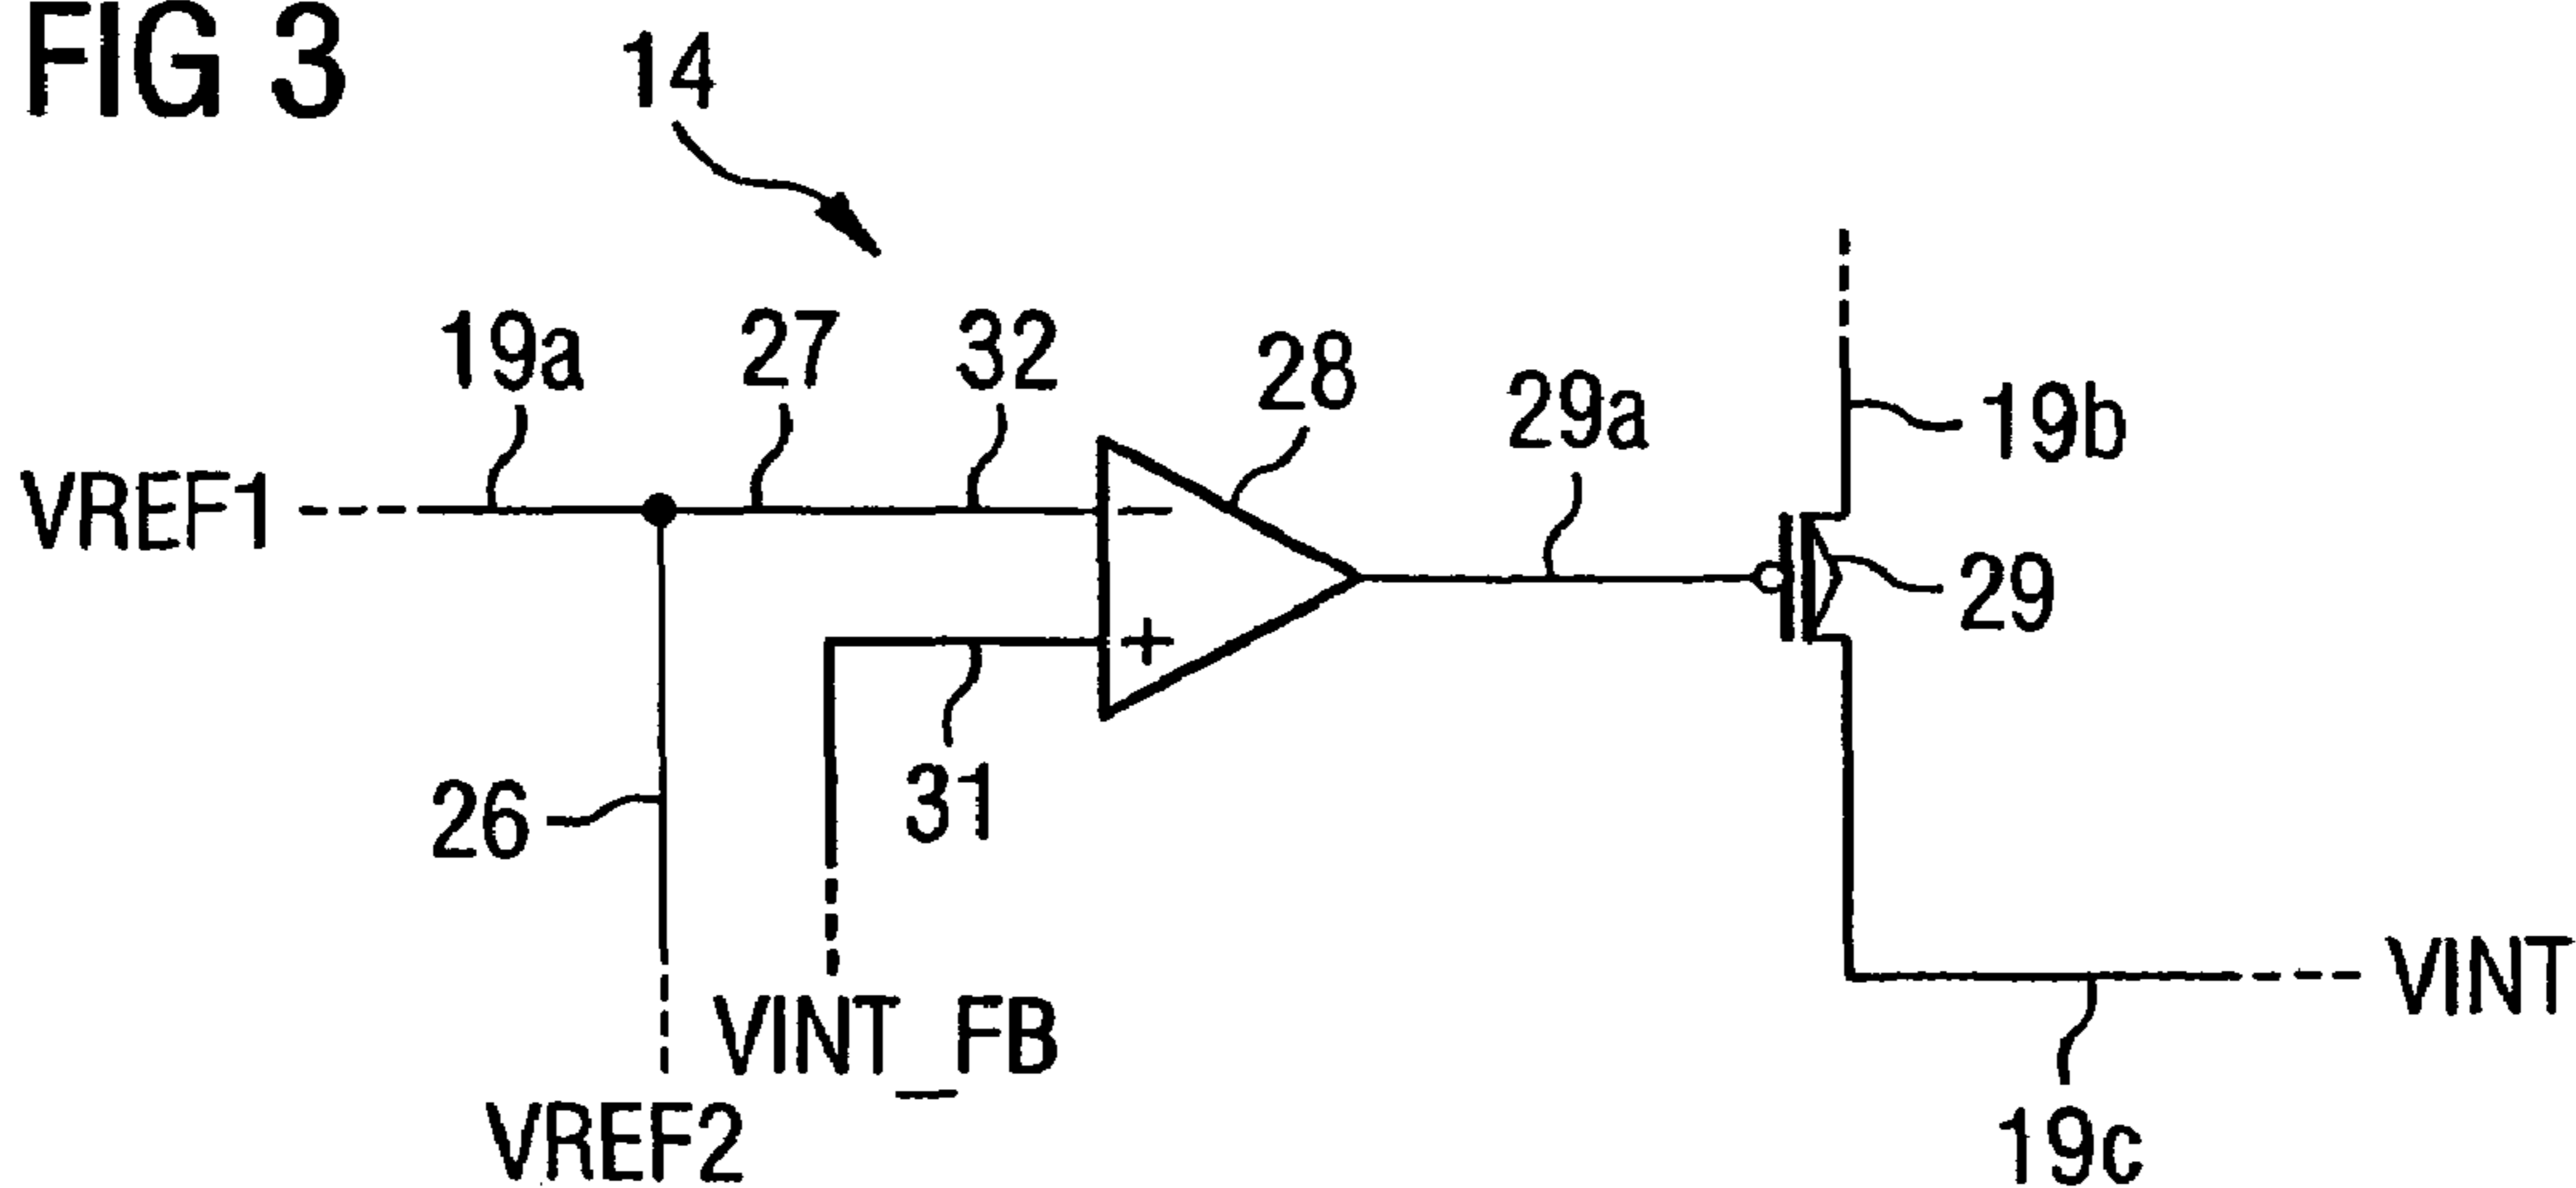 FIG 3
14
19a
27
32
28
29a
19b
VREF1
−
+
29
31
26
VINT_FB
VINT
VREF2
19c